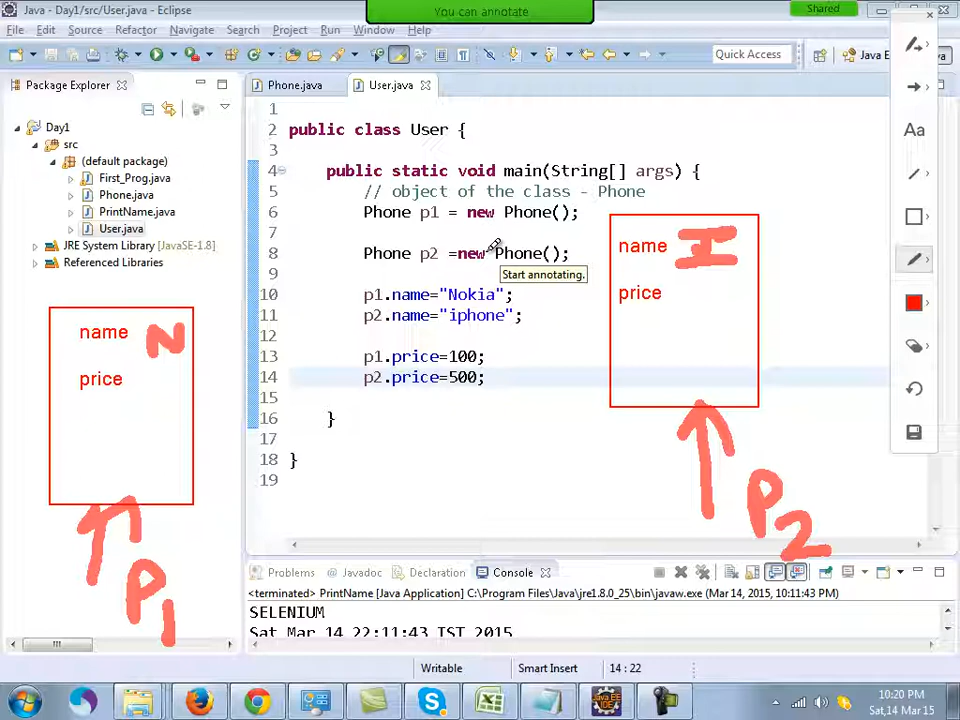 Java - Day1/src/User.java - Eclipse
You can annotate
Shared
File Edit Source Refactor Navigate Search Project Run Window Help
Quick Access
Java E
Package Explorer
Day1
src
(default package)
First_Prog.java
Phone.java
PrintName.java
User.java
JRE System Library [JavaSE-1.8]
Referenced Libraries
Phone.java User.java
1
2 public class User {
3
4 public static void main(String[] args) {
5 // object of the class - Phone
6 Phone p1 = new Phone();
7
8 Phone p2 =new Phone();
9
10 p1.name="Nokia";
11 p2.name="iphone";
12
13 p1.price=100;
14 p2.price=500;
15
16 }
17
18 }
19
Start annotating.
name N
price
P1
name I
price
P2
Aa
Problems @ Javadoc Declaration Console
<terminated> PrintName [Java Application] C:\Program Files\Java\jre1.8.0_25\bin\javaw.exe (Mar 14, 2015, 10:11:43 PM)
SELENIUM
Sat Mar 14 22:11:43 IST 2015
Writable Smart Insert 14 : 22
10:20 PM
Sat,14 Mar 15